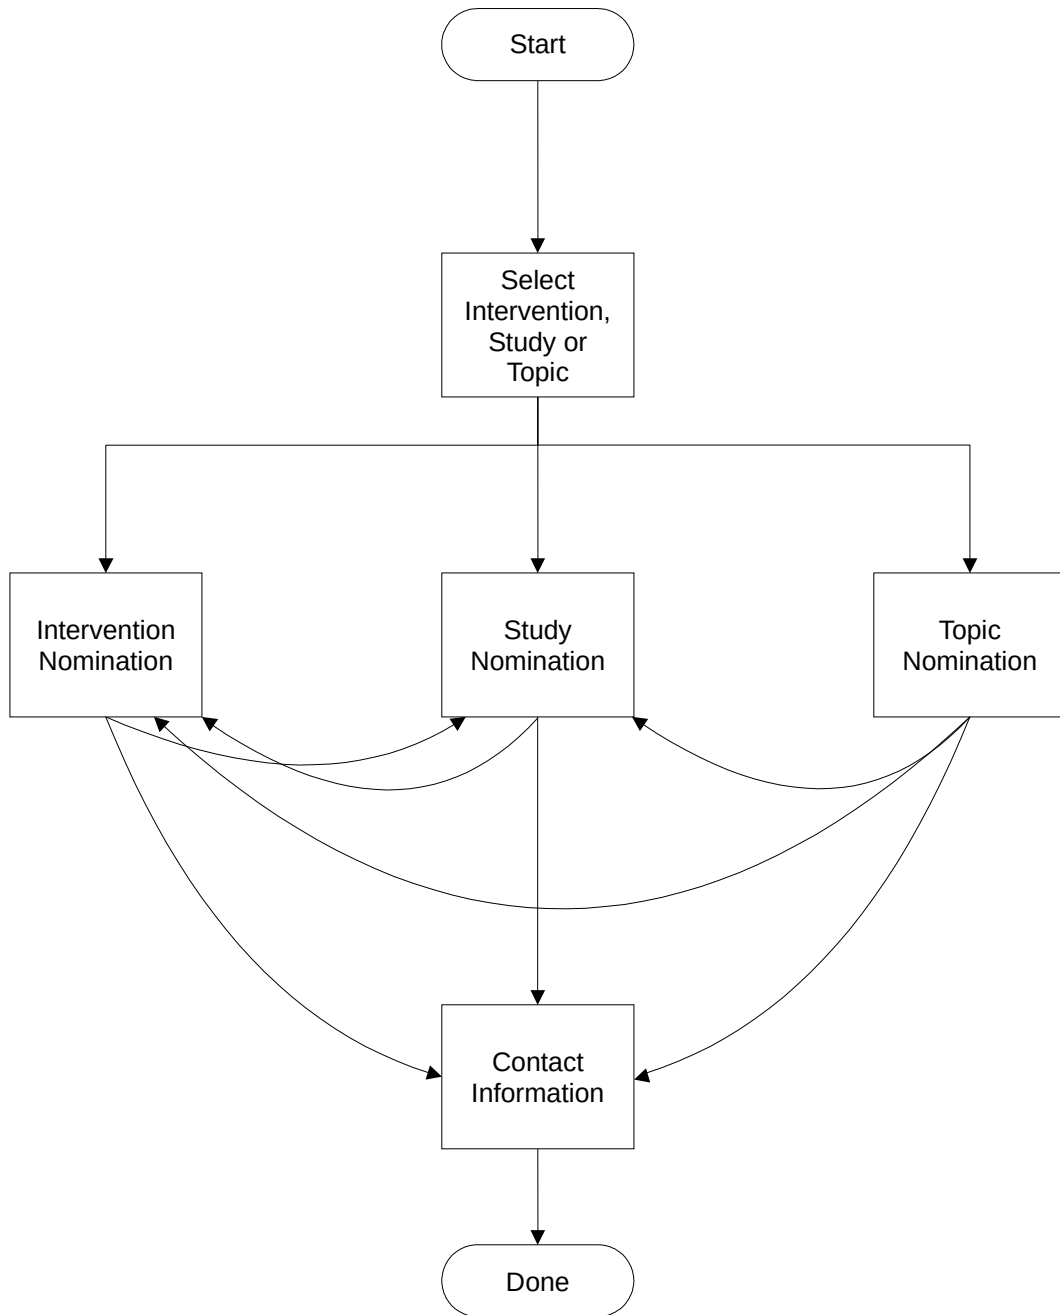 Start
Select
Intervention,
Study or
Topic
Intervention
Nomination
Study
Nomination
Topic
Nomination
Contact
Information
Done